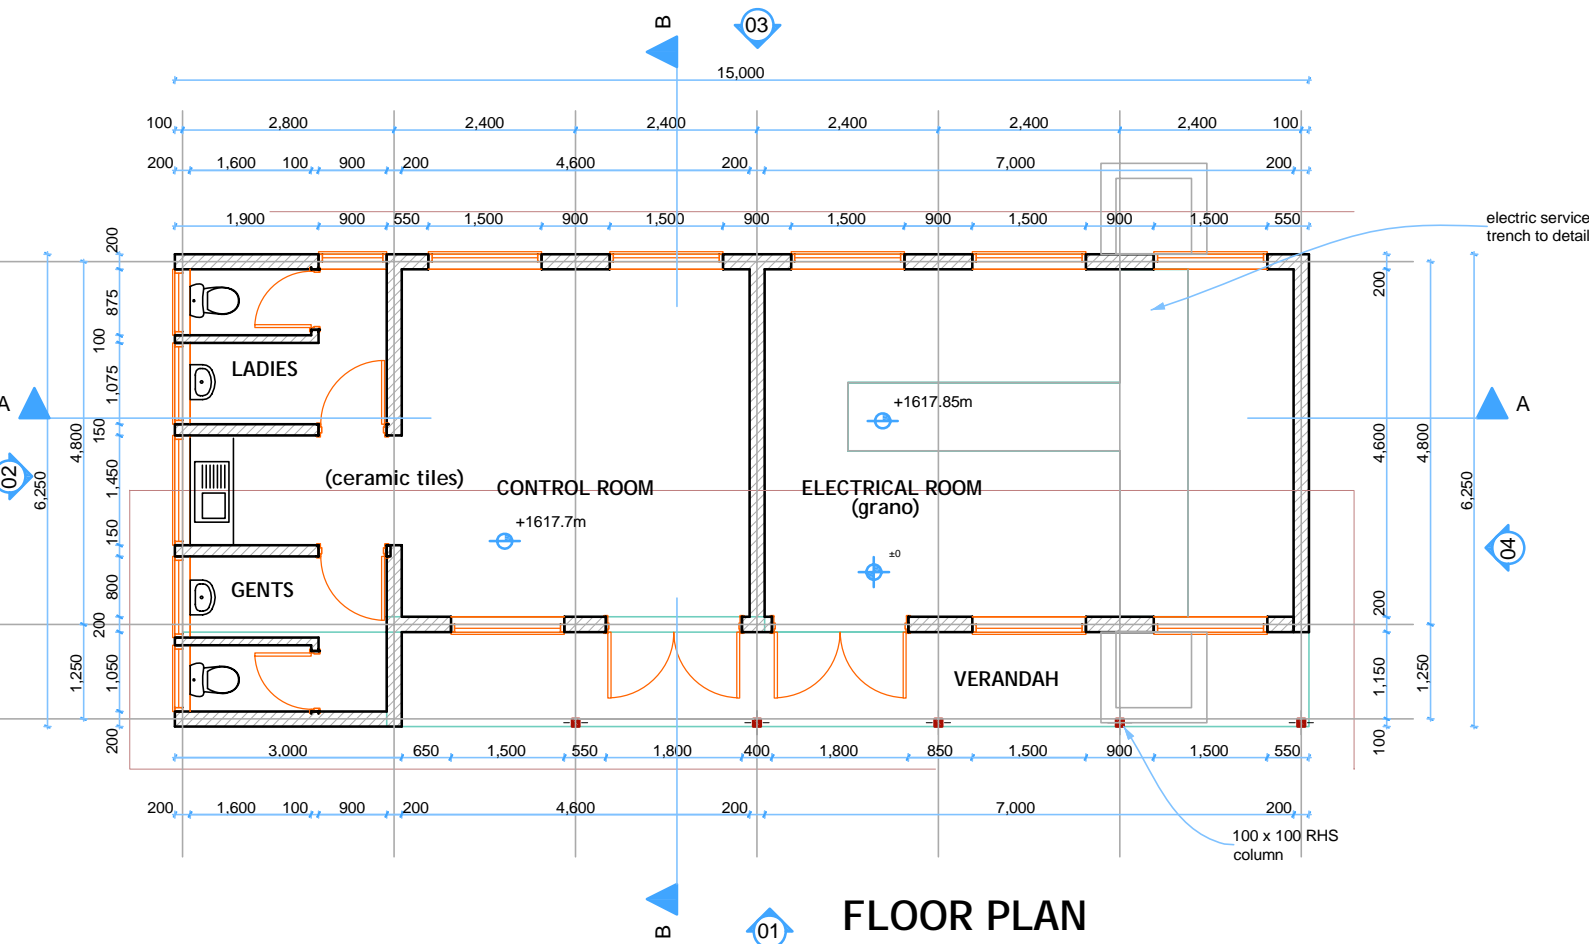 B
03
15,000
100 2,800 2,400 2,400 2,400 2,400 2,400 100
200 1,600 100 900 200 4,600 200 7,000 200
1,900 900 550 1,500 900 1,500 900 1,500 900 1,500 900 1,500 550
electric service
trench to detail
200
875
100
1,075
150
1,450
150
800
200
1,050
200
4,800
1,250
6,250
A
02
LADIES
(ceramic tiles)
CONTROL ROOM
+1617.7m
GENTS
+1617.85m
ELECTRICAL ROOM
(grano)
±0
VERANDAH
200
4,600
200
1,150
100
4,800
1,250
6,250
A
04
3,000 650 1,500 550 1,800 400 1,800 850 1,500 900 1,500 550
200 1,600 100 900 200 4,600 200 7,000 200
100 x 100 RHS
column
B
01
FLOOR PLAN